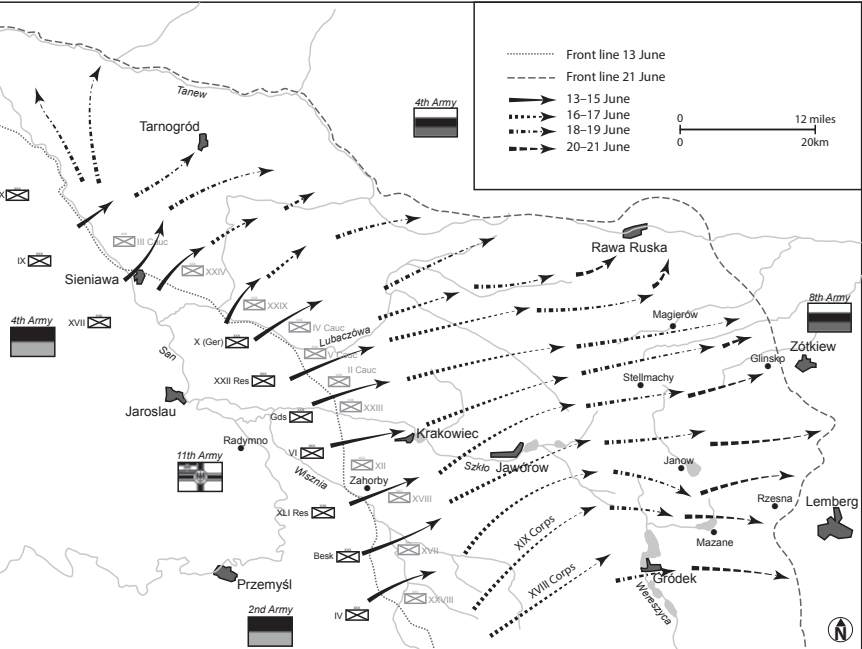 Front line 13 June
Front line 21 June
13–15 June
16–17 June
18–19 June
20–21 June
0 12 miles
0 20km
Tanew
4th Army
Tarnogród
X
III Cauc
IX
XXIV
Sieniawa
Rawa Ruska
XXIX
8th Army
4th Army
XVII
IV Cauc
Magierów
Lubaczówa
X (Ger)
V Cauc
San
Glinsko
Zótkiew
II Cauc
XXII Res
Stellmachy
Jaroslau
XXIII
Gds
Krakowiec
Radymno
VI
11th Army
XII
Szkło
Jawórow
Janow
Wisznia
Zahorby
XVIII
Rzesna
Lemberg
XLI Res
XIX Corps
Mazane
Besk
XVII
Przemyśl
XVIII Corps
Gródek
Wereszyca
2nd Army
XXVIII
IV
N